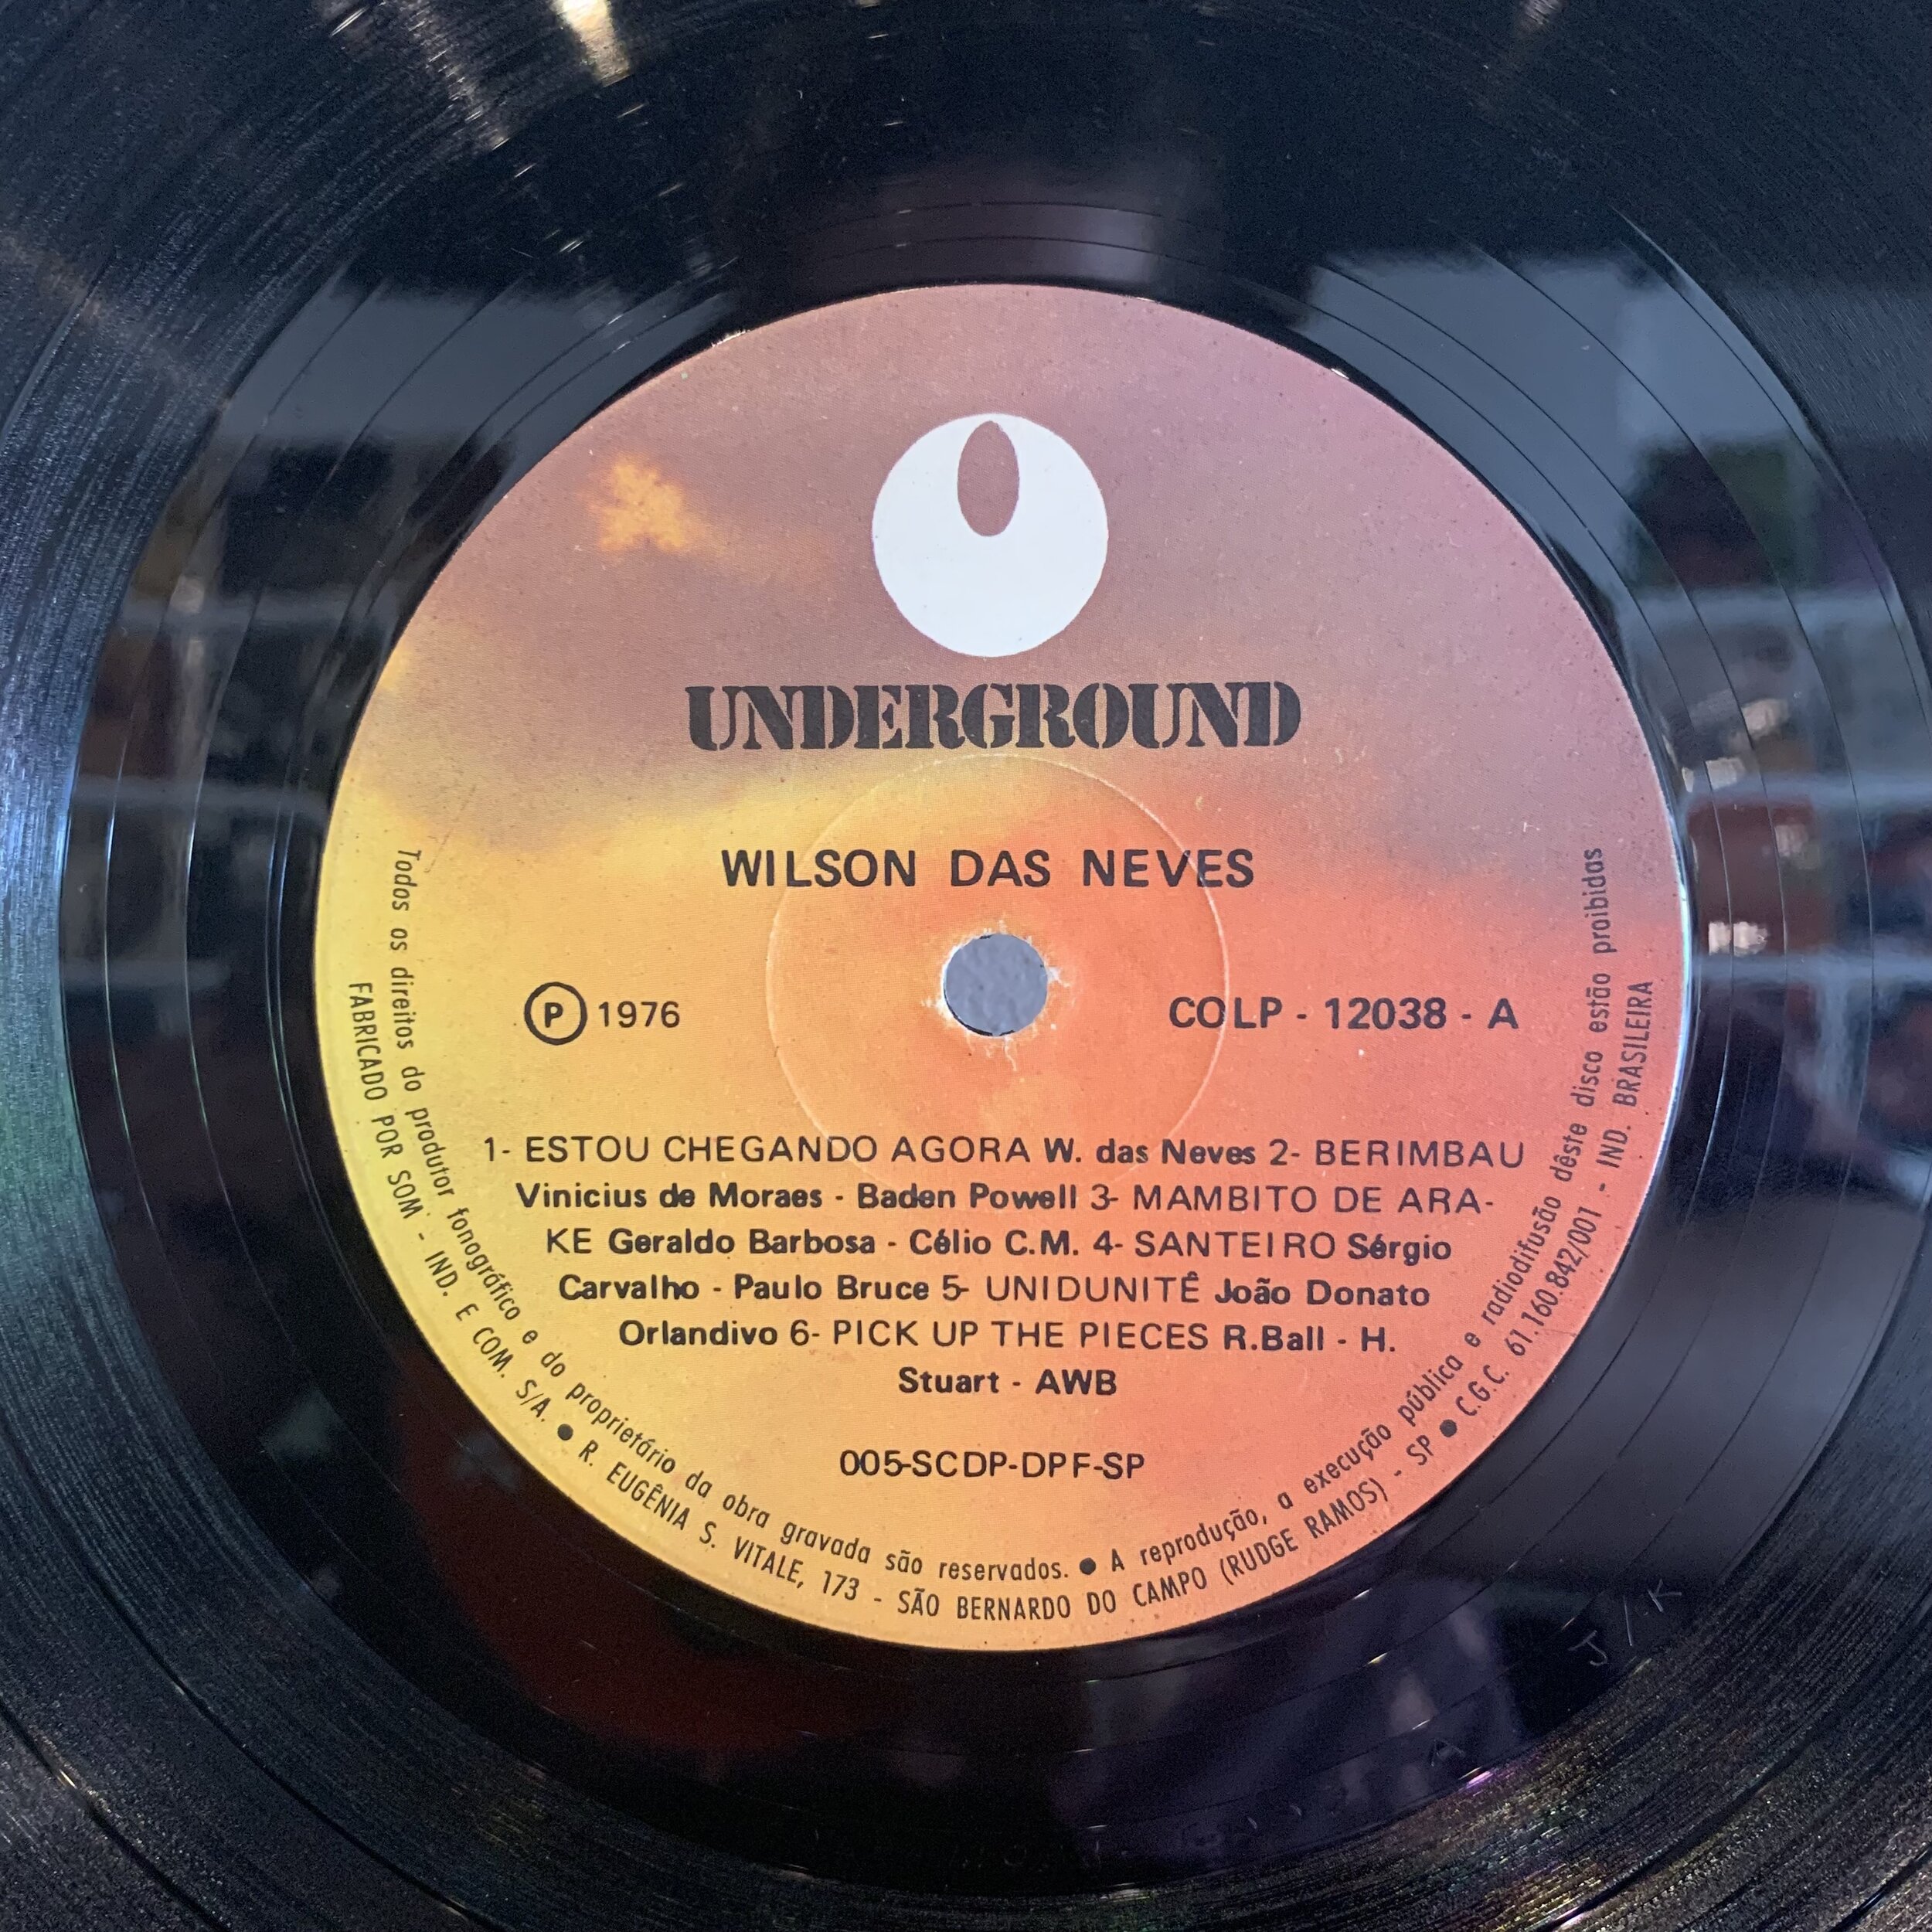 UNDERGROUND
WILSON DAS NEVES
Ⓟ 1976
COLP - 12038 - A
1- ESTOU CHEGANDO AGORA W. das Neves 2- BERIMBAU
Vinicius de Moraes - Baden Powell 3- MAMBITO DE ARA-
KE Geraldo Barbosa - Célio C.M. 4- SANTEIRO Sérgio
Carvalho - Paulo Bruce 5- UNIDUNITÊ João Donato
Orlandivo 6- PICK UP THE PIECES R.Ball - H.
Stuart - AWB
005-SCDP-DPF-SP
Todos os direitos do produtor fonográfico e do proprietário da obra gravada são reservados. ● A reprodução, a execução pública e radiodifusão dêste disco estão proibidas
FABRICADO POR SOM - IND. E COM. S/A. ● R. EUGÊNIA S. VITALE, 173 - SÃO BERNARDO DO CAMPO (RUDGE RAMOS) - SP ● C.G.C. 61.160.842/001 - IND. BRASILEIRA
J/K